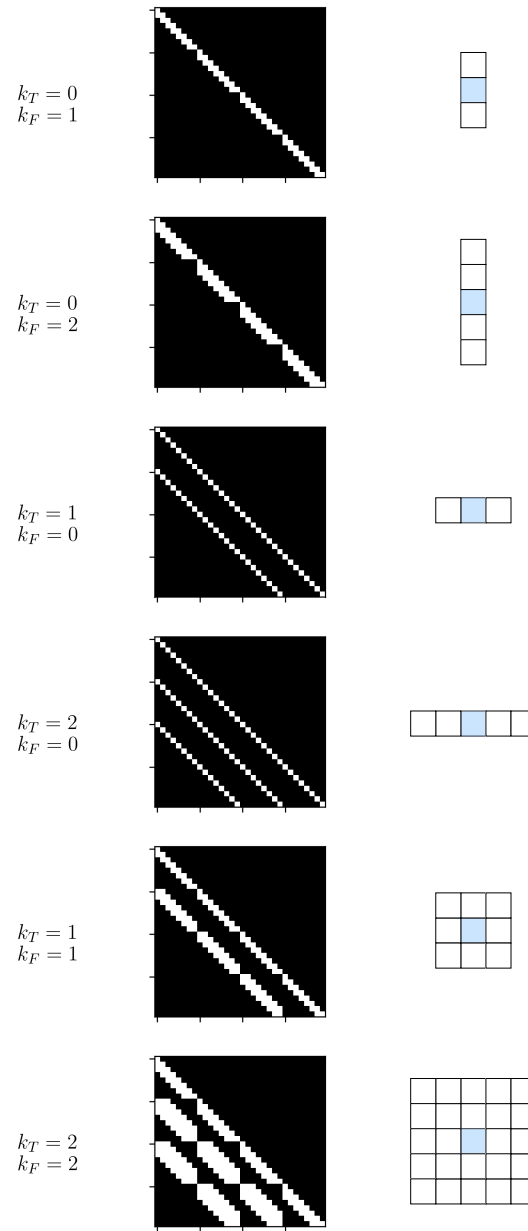 k_T = 0
k_F = 1
k_T = 0
k_F = 2
k_T = 1
k_F = 0
k_T = 2
k_F = 0
k_T = 1
k_F = 1
k_T = 2
k_F = 2